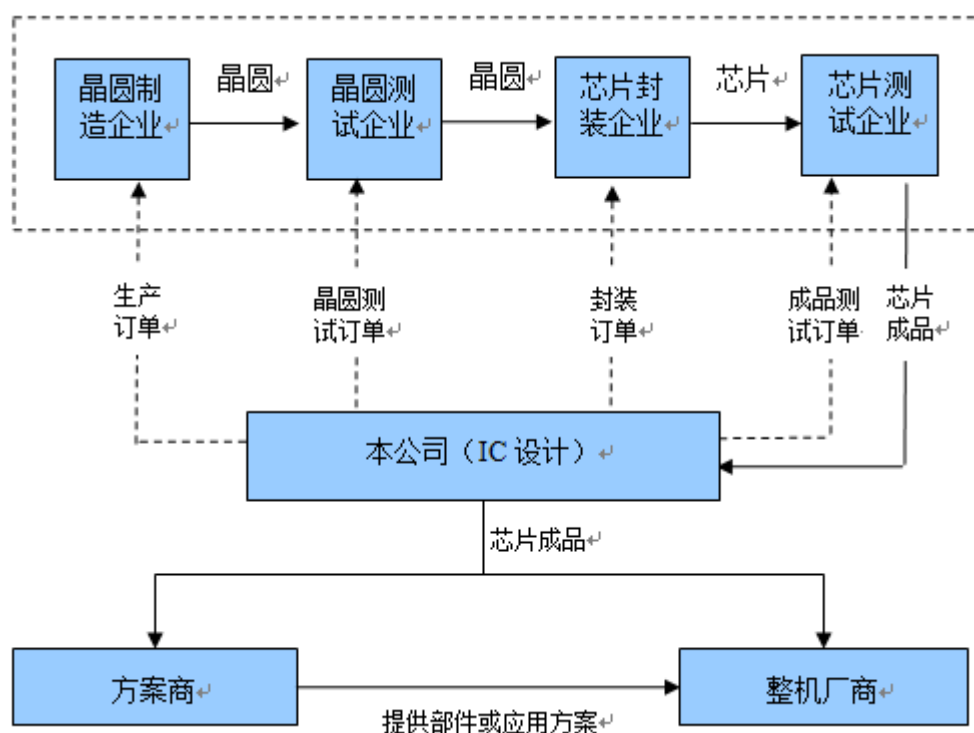 晶圆
晶圆
芯片
晶圆制
造企业
晶圆测
试企业
芯片封
装企业
芯片测
试企业
生产
订单
晶圆测
试订单
封装
订单
成品测
试订单
芯片
成品
本公司（IC 设计）
芯片成品
方案商
整机厂商
提供部件或应用方案